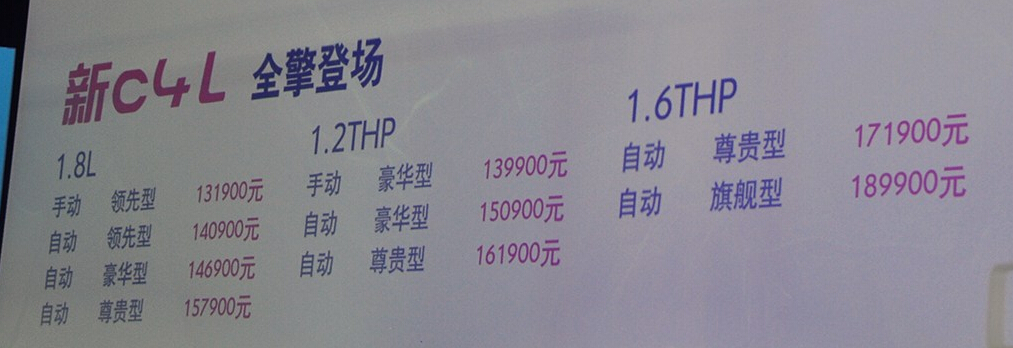 新C4L 全擎登场
1.8L
手动 领先型 131900元
自动 领先型 140900元
自动 豪华型 146900元
自动 尊贵型 157900元
1.2THP
手动 豪华型 139900元
自动 豪华型 150900元
自动 尊贵型 161900元
1.6THP
自动 尊贵型 171900元
自动 旗舰型 189900元